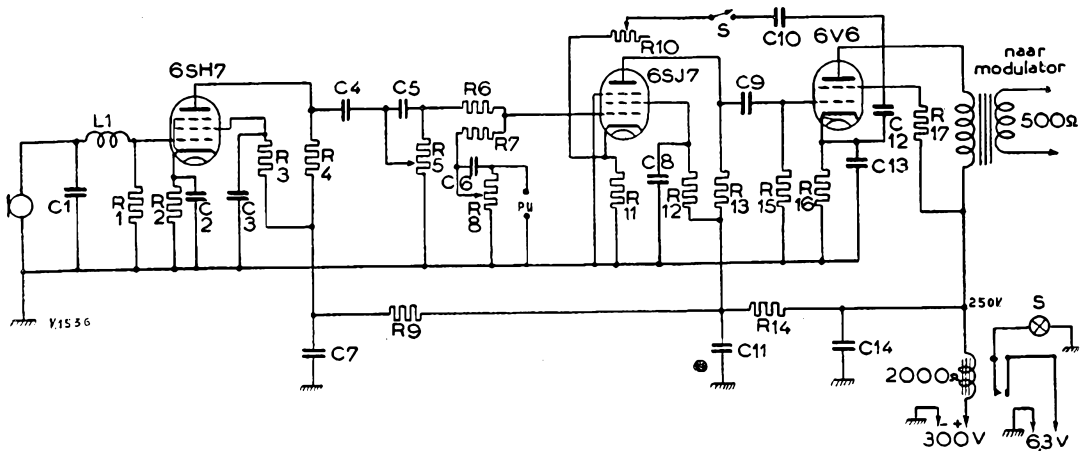 6SH7
L1
C1
R1
R2
C2
C3
R3
R4
C4
C5
R5
R6
R7
C6
R8
PU
R10
S
C10
6SJ7
R11
C8
R12
R13
C9
6V6
R15
R16
C12
C13
R17
naar
modulator
500Ω
V.1536
R9
C7
R14
C11
C14
250V
S
2000Ω
- +
300V
6,3V